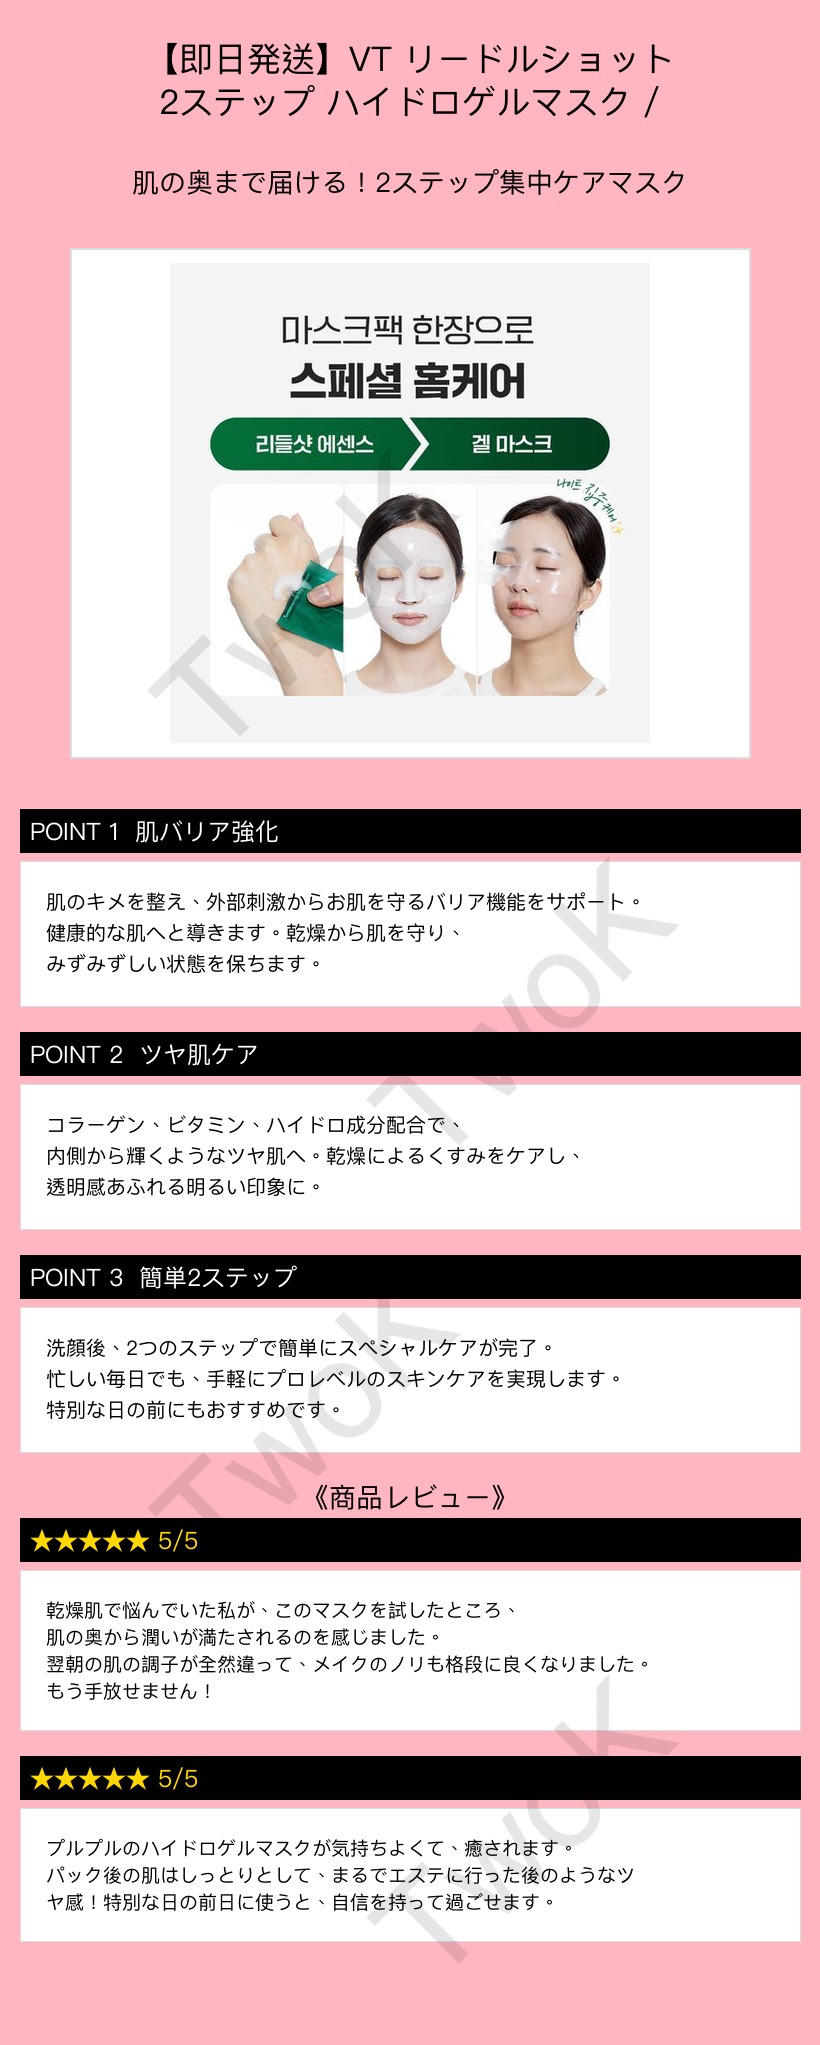 【即日発送】VT リードルショット
2ステップ ハイドロゲルマスク /
肌の奥まで届ける！2ステップ集中ケアマスク
마스크팩 한장으로
스페셜 홈케어
리들샷 에센스 겔 마스크
나이트 집중케어
POINT 1 肌バリア強化
肌のキメを整え、外部刺激からお肌を守るバリア機能をサポート。
健康的な肌へと導きます。乾燥から肌を守り、
みずみずしい状態を保ちます。
POINT 2 ツヤ肌ケア
コラーゲン、ビタミン、ハイドロ成分配合で、
内側から輝くようなツヤ肌へ。乾燥によるくすみをケアし、
透明感あふれる明るい印象に。
POINT 3 簡単2ステップ
洗顔後、2つのステップで簡単にスペシャルケアが完了。
忙しい毎日でも、手軽にプロレベルのスキンケアを実現します。
特別な日の前にもおすすめです。
《商品レビュー》
★★★★★ 5/5
乾燥肌で悩んでいた私が、このマスクを試したところ、
肌の奥から潤いが満たされるのを感じました。
翌朝の肌の調子が全然違って、メイクのノリも格段に良くなりました。
もう手放せません！
★★★★★ 5/5
プルプルのハイドロゲルマスクが気持ちよくて、癒されます。
パック後の肌はしっとりとして、まるでエステに行った後のようなツ
ヤ感！特別な日の前日に使うと、自信を持って過ごせます。
TwoK
TwoK
TwoK
TwoK